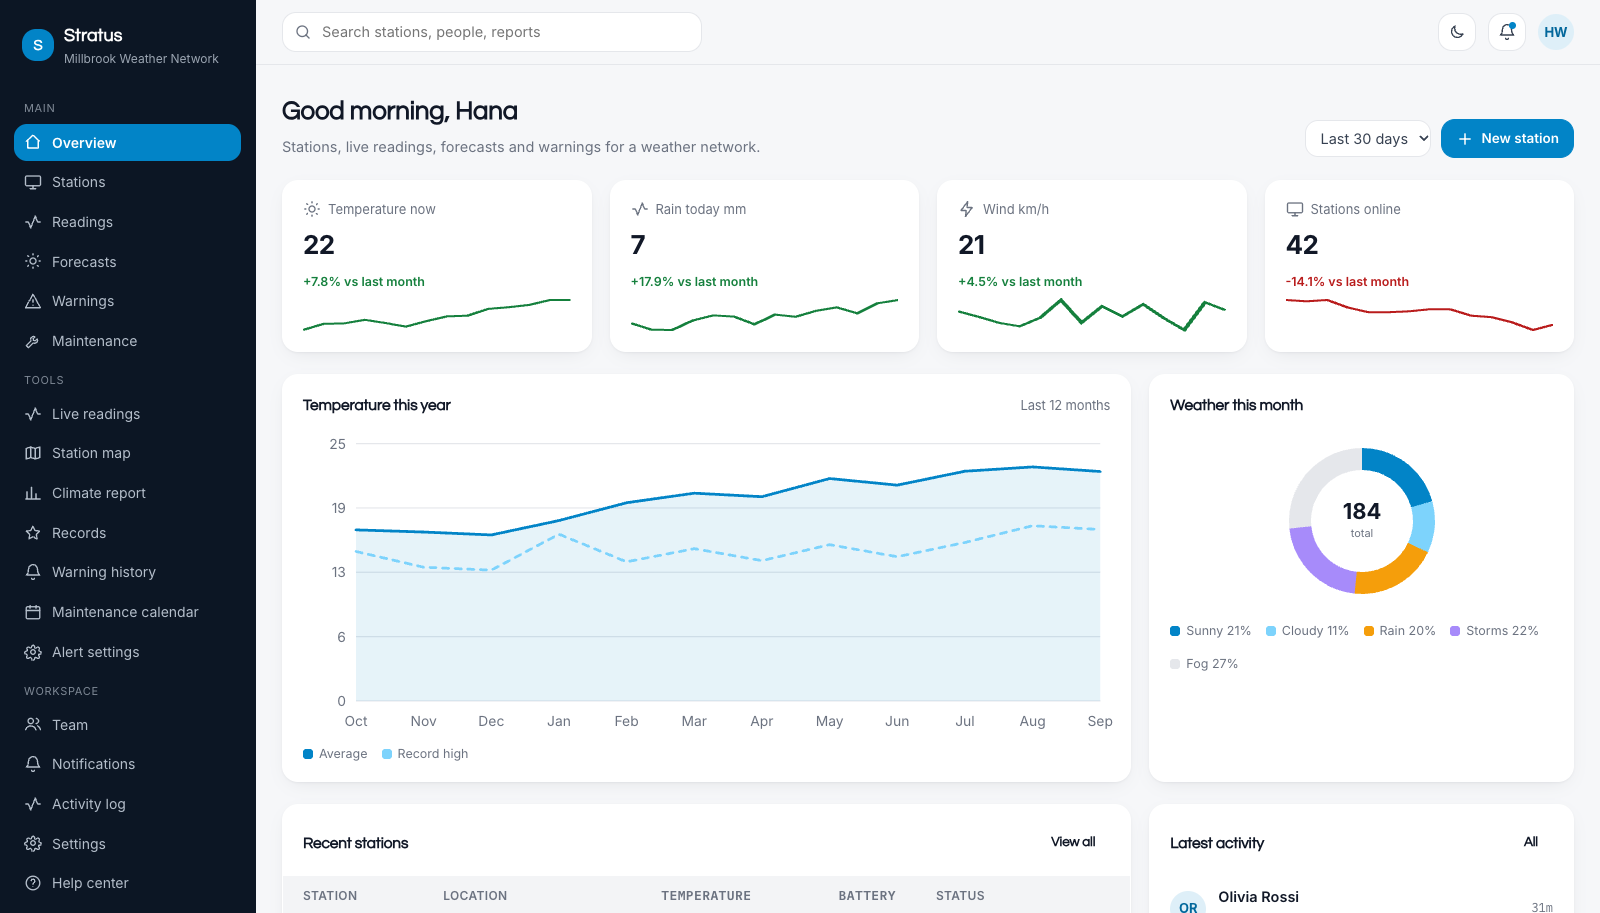 S
Stratus
Millbrook Weather Network
MAIN
Overview
Stations
Readings
Forecasts
Warnings
Maintenance
TOOLS
Live readings
Station map
Climate report
Records
Warning history
Maintenance calendar
Alert settings
WORKSPACE
Team
Notifications
Activity log
Settings
Help center
Search stations, people, reports
HW
Good morning, Hana
Stations, live readings, forecasts and warnings for a weather network.
Last 30 days
New station
Temperature now
22
+7.8% vs last month
Rain today mm
7
+17.9% vs last month
Wind km/h
21
+4.5% vs last month
Stations online
42
-14.1% vs last month
Temperature this year
Last 12 months
25
19
13
6
0
Oct Nov Dec Jan Feb Mar Apr May Jun Jul Aug Sep
Average Record high
Weather this month
184
total
Sunny 21% Cloudy 11% Rain 20% Storms 22%
Fog 27%
Recent stations
View all
STATION LOCATION TEMPERATURE BATTERY STATUS
Latest activity
All
OR
Olivia Rossi
31m